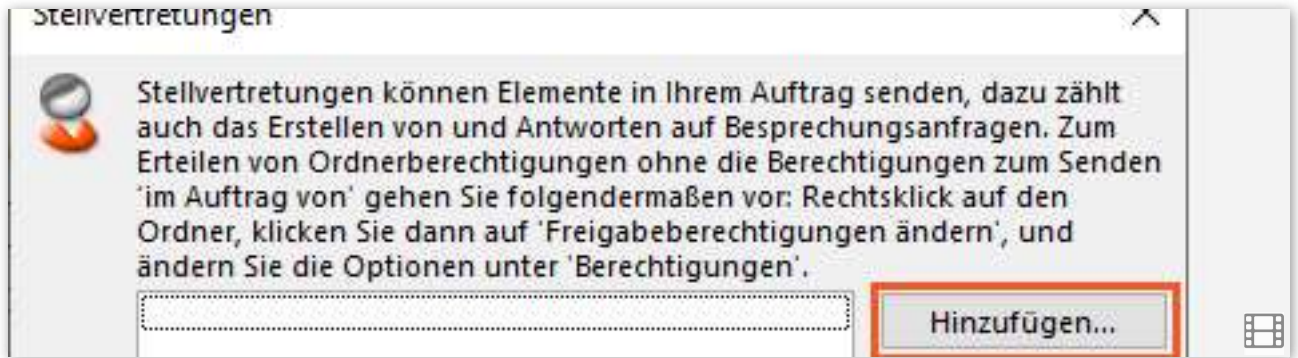 Stellvertretungen
Stellvertretungen können Elemente in Ihrem Auftrag senden, dazu zählt
auch das Erstellen von und Antworten auf Besprechungsanfragen. Zum
Erteilen von Ordnerberechtigungen ohne die Berechtigungen zum Senden
'im Auftrag von' gehen Sie folgendermaßen vor: Rechtsklick auf den
Ordner, klicken Sie dann auf 'Freigabeberechtigungen ändern', und
ändern Sie die Optionen unter 'Berechtigungen'.
Hinzufügen...